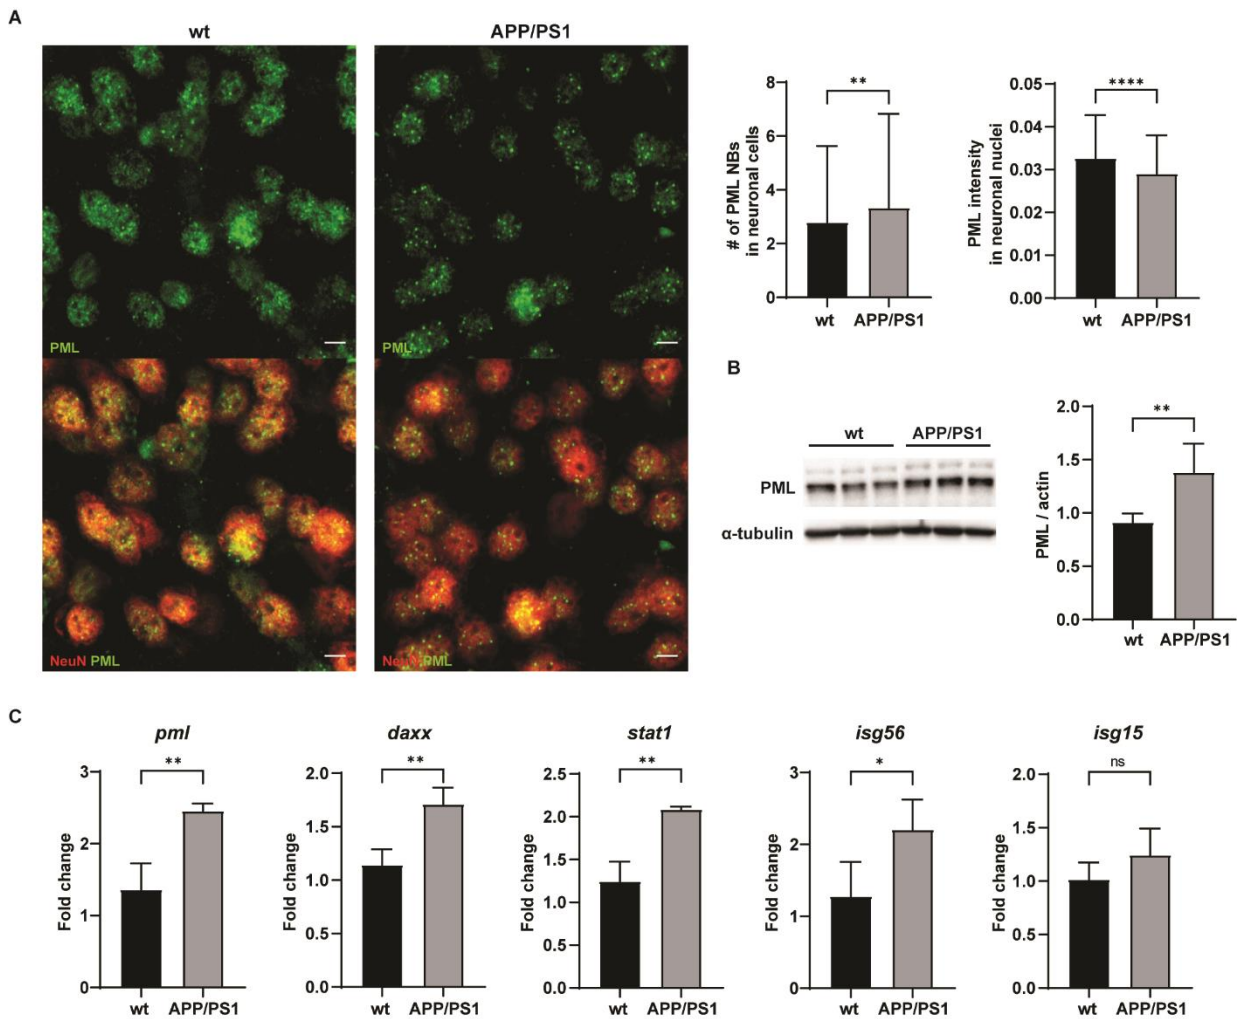 A
wt
APP/PS1
PML
PML
NeuN PML
NeuN PML
# of PML NBs
in neuronal cells
8
6
4
2
0
**
wt
APP/PS1
PML intensity
in neuronal nuclei
0.05
0.04
0.03
0.02
0.01
0.00
****
wt
APP/PS1
B
wt
APP/PS1
PML
α-tubulin
PML / actin
2.0
1.5
1.0
0.5
0.0
**
wt
APP/PS1
C
pml
Fold change
3
2
1
0
**
wt
APP/PS1
daxx
Fold change
2.0
1.5
1.0
0.5
0.0
**
wt
APP/PS1
stat1
Fold change
2.5
2.0
1.5
1.0
0.5
0.0
**
wt
APP/PS1
isg56
Fold change
3
2
1
0
*
wt
APP/PS1
isg15
Fold change
2.0
1.5
1.0
0.5
0.0
ns
wt
APP/PS1